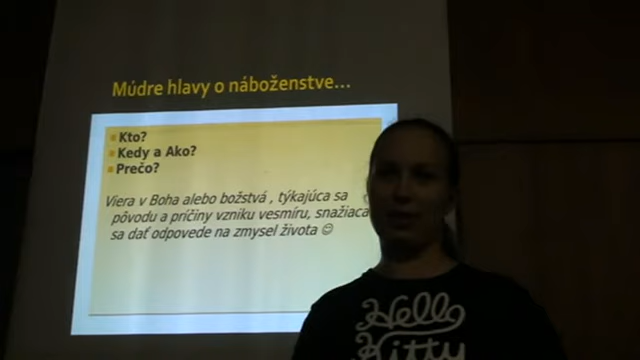 Múdre hlavy o náboženstve...
Kto?
Kedy a Ako?
Prečo?
Viera v Boha alebo božstvá , týkajúca sa
pôvodu a príčiny vzniku vesmíru, snažiaca
sa dať odpovede na zmysel života ☺
Hello
Kitty